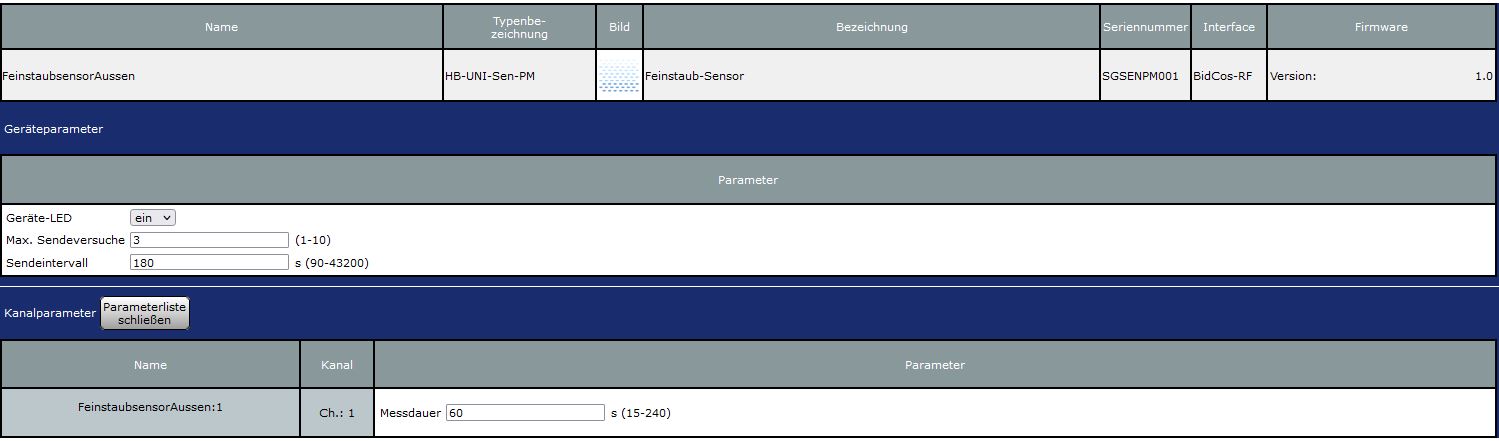 Name Typenbe-
zeichnung Bild Bezeichnung Seriennummer Interface Firmware
FeinstaubsensorAussen HB-UNI-Sen-PM Feinstaub-Sensor SGSENPM001 BidCos-RF Version: 1.0
Geräteparameter
Parameter
Geräte-LED ein
Max. Sendeversuche 3 (1-10)
Sendeintervall 180 s (90-43200)
Kanalparameter Parameterliste
schließen
Name Kanal Parameter
FeinstaubsensorAussen:1 Ch.: 1 Messdauer 60 s (15-240)